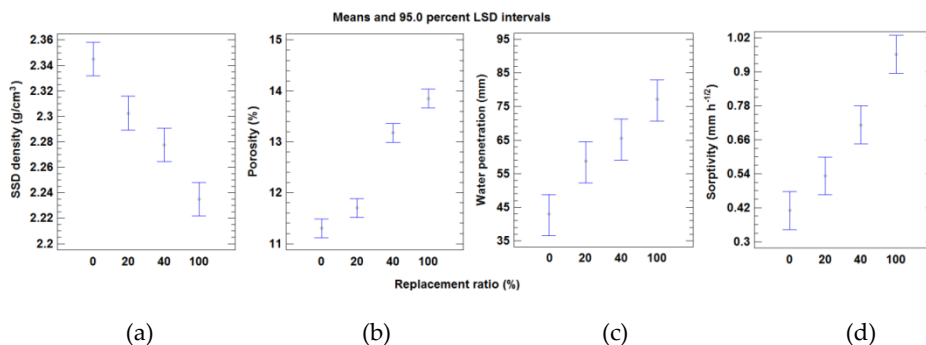 Means and 95.0 percent LSD intervals
SSD density (g/cm³)
2.36
2.34
2.32
2.3
2.28
2.26
2.24
2.22
2.2
0 20 40 100
Porosity (%)
15
14
13
12
11
0 20 40 100
Water penetration (mm)
95
85
75
65
55
45
35
0 20 40 100
Sorptivity (mm h⁻¹/²)
1.02
0.9
0.78
0.66
0.54
0.42
0.3
0 20 40 100
Replacement ratio (%)
(a) (b) (c) (d)